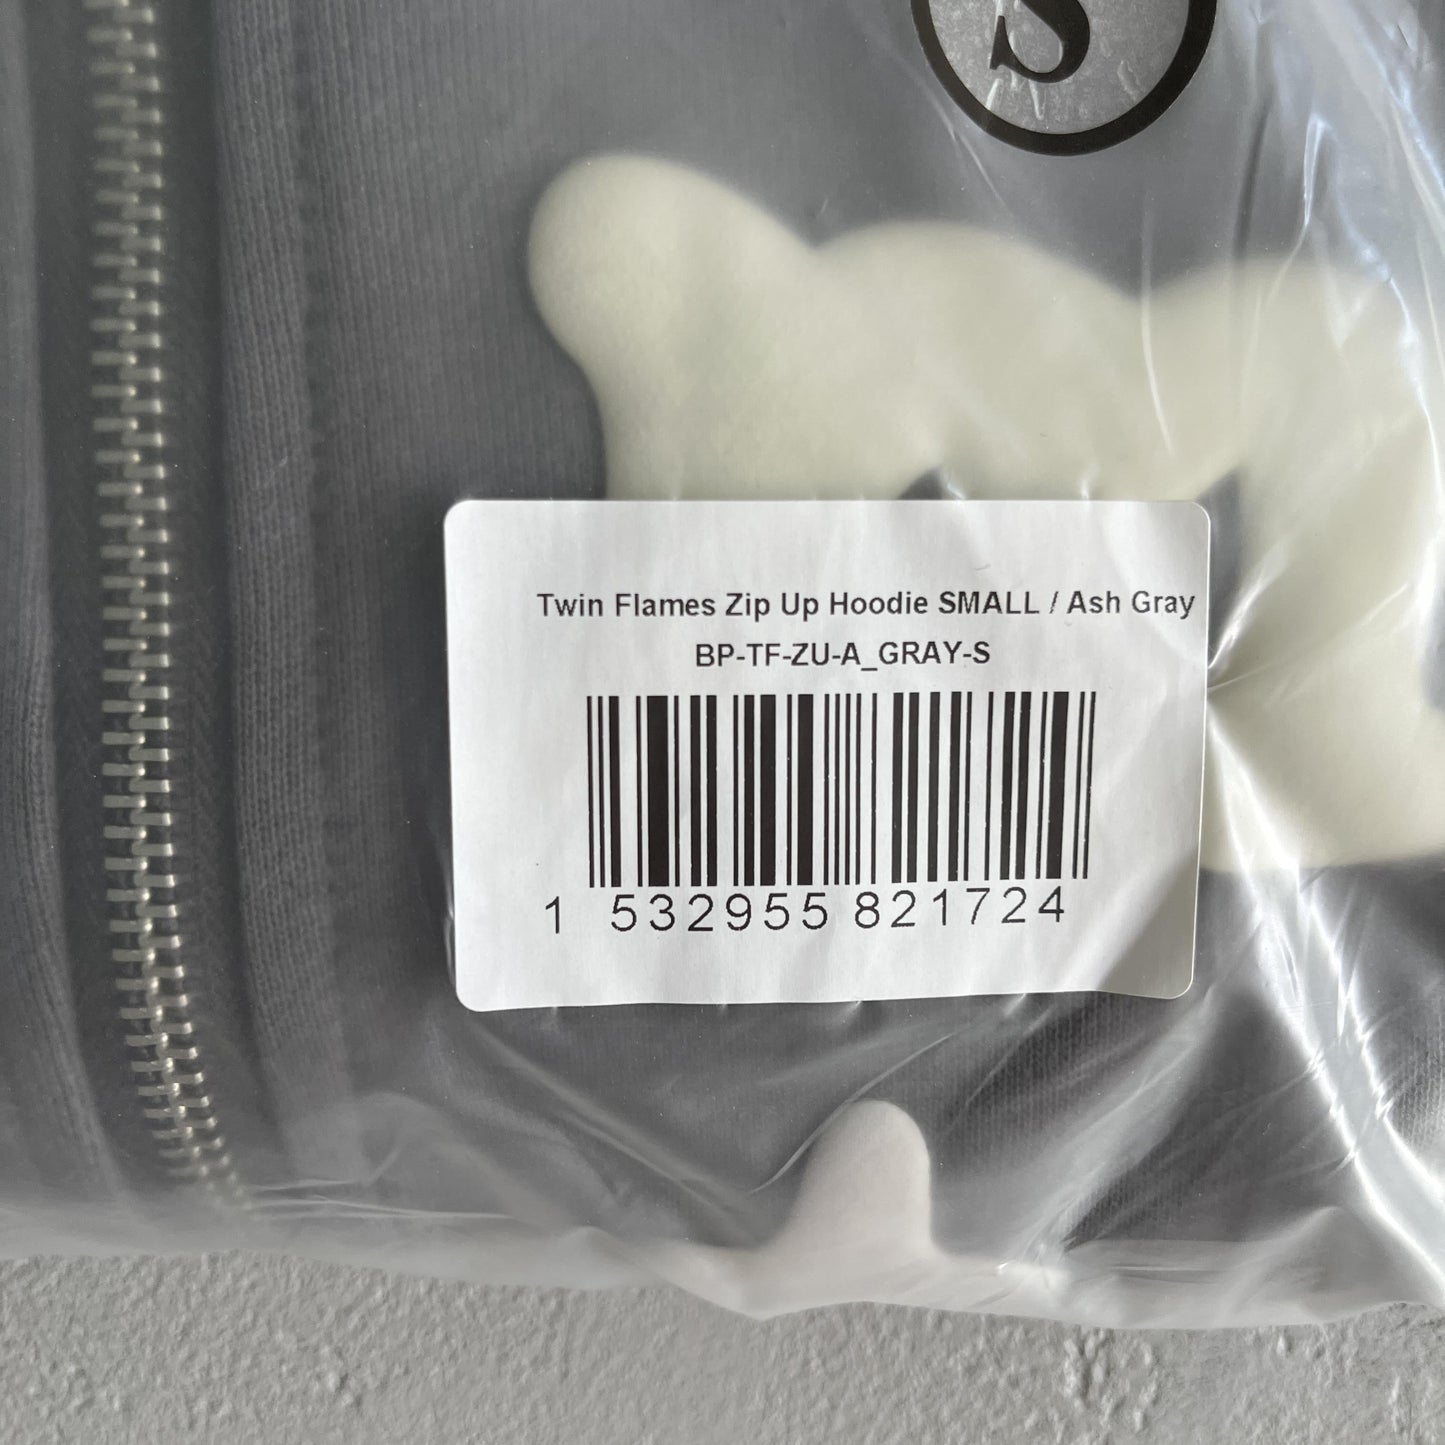 S
Twin Flames Zip Up Hoodie SMALL / Ash Gray
BP-TF-ZU-A_GRAY-S
1 532955 821724